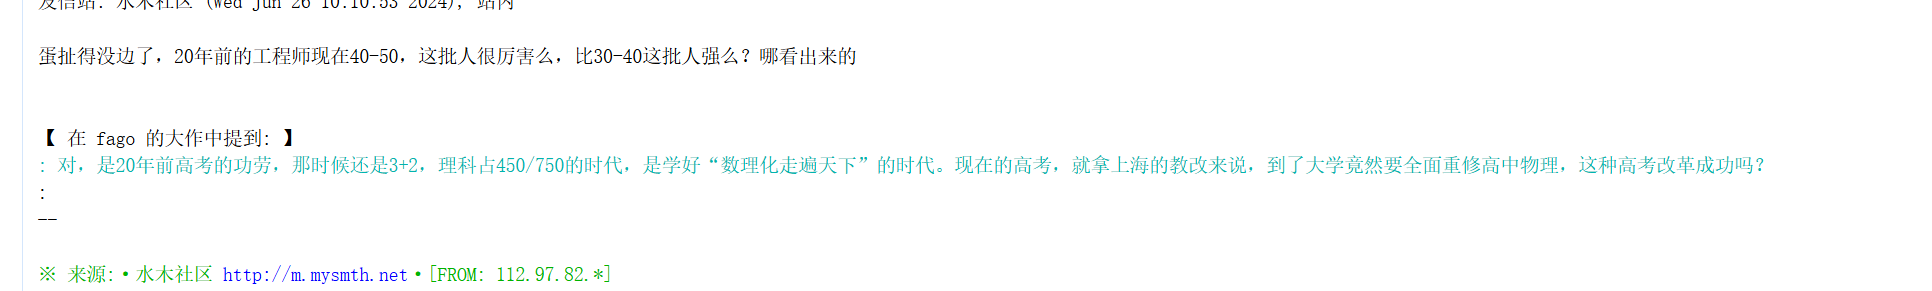 发信站: 水木社区 (Wed Jun 26 10:10:53 2024), 站内
蛋扯得没边了，20年前的工程师现在40-50，这批人很厉害么，比30-40这批人强么？哪看出来的
【 在 fago 的大作中提到: 】
: 对，是20年前高考的功劳，那时候还是3+2，理科占450/750的时代，是学好“数理化走遍天下”的时代。现在的高考，就拿上海的教改来说，到了大学竟然要全面重修高中物理，这种高考改革成功吗？
:
--
※ 来源:·水木社区 http://m.mysmth.net·[FROM: 112.97.82.*]